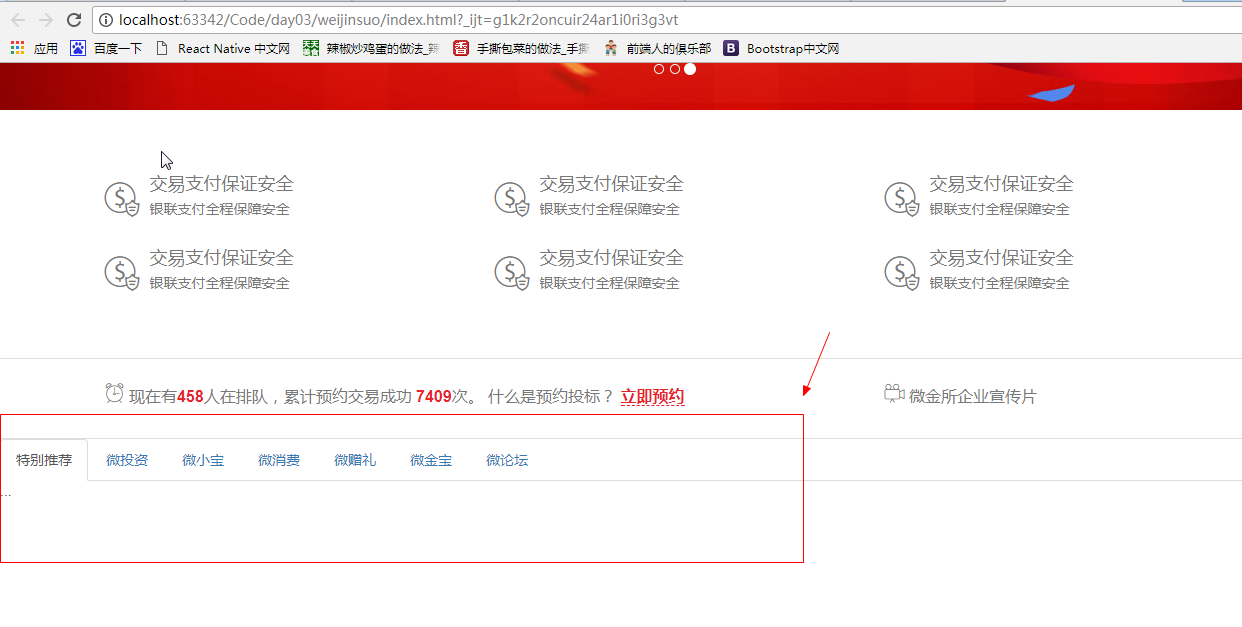 localhost:63342/Code/day03/weijinsuo/index.html?_ijt=g1k2r2oncuir24ar1i0ri3g3vt
应用 百度一下 React Native 中文网 辣椒炒鸡蛋的做法_辣 手撕包菜的做法_手撕 前端人的俱乐部 B Bootstrap中文网
交易支付保证安全 交易支付保证安全 交易支付保证安全
银联支付全程保障安全 银联支付全程保障安全 银联支付全程保障安全
交易支付保证安全 交易支付保证安全 交易支付保证安全
银联支付全程保障安全 银联支付全程保障安全 银联支付全程保障安全
现在有458人在排队，累计预约交易成功 7409次。 什么是预约投标？ 立即预约 微金所企业宣传片
特别推荐 微投资 微小宝 微消费 微赠礼 微金宝 微论坛
...